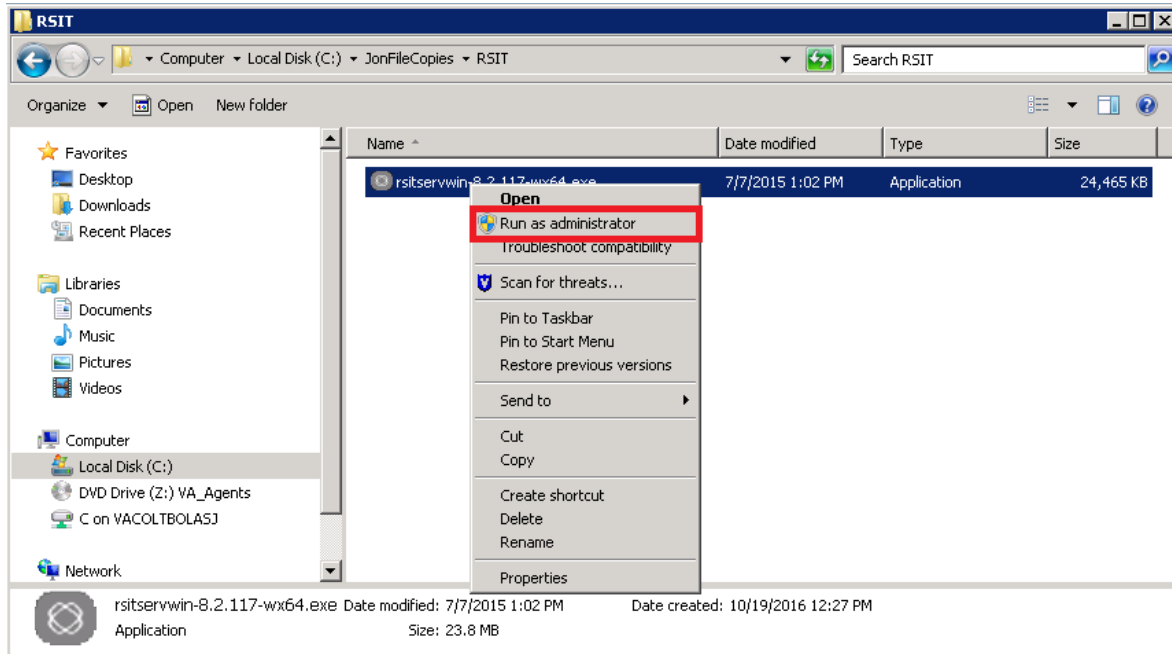 RSIT
Computer Local Disk (C:) JonFileCopies RSIT
Search RSIT
Organize Open New folder
Name Date modified Type Size
rsitservwin-8.2.117-wx64.exe 7/7/2015 1:02 PM Application 24,465 KB
Favorites
Desktop
Downloads
Recent Places
Libraries
Documents
Music
Pictures
Videos
Computer
Local Disk (C:)
DVD Drive (Z:) VA_Agents
C on VACOLTBOLASJ
Network
Open
Run as administrator
Troubleshoot compatibility
Scan for threats...
Pin to Taskbar
Pin to Start Menu
Restore previous versions
Send to
Cut
Copy
Create shortcut
Delete
Rename
Properties
rsitservwin-8.2.117-wx64.exe Date modified: 7/7/2015 1:02 PM Date created: 10/19/2016 12:27 PM
Application Size: 23.8 MB